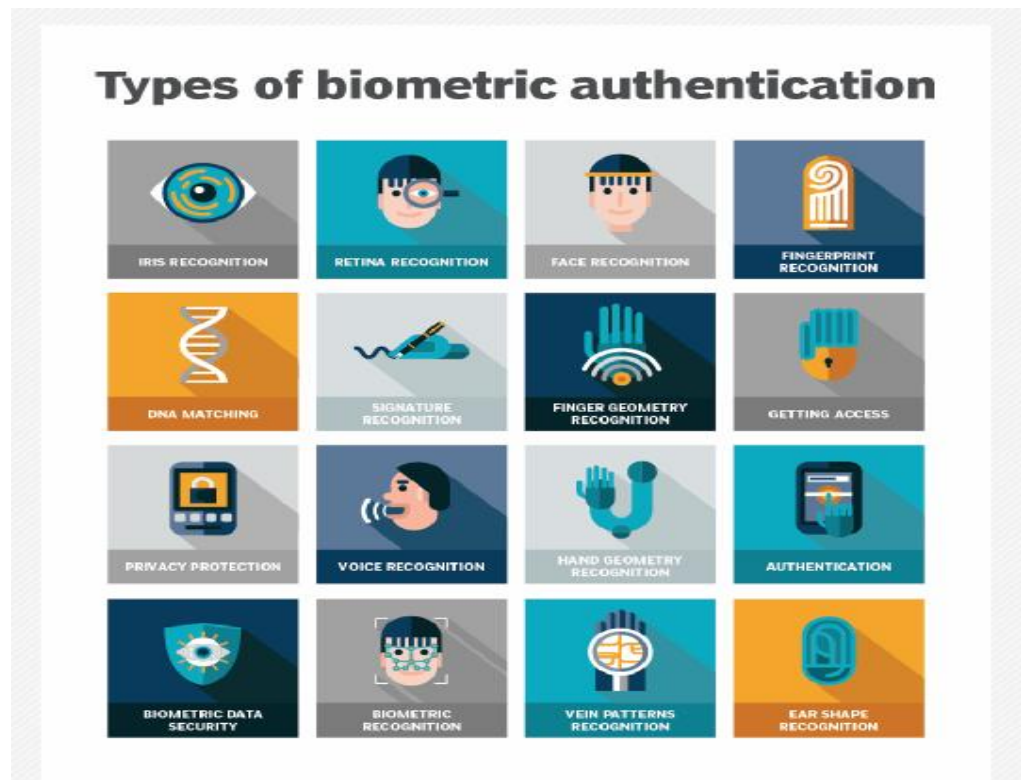 Types of biometric authentication
IRIS RECOGNITION
RETINA RECOGNITION
FACE RECOGNITION
FINGERPRINT
RECOGNITION
DNA MATCHING
SIGNATURE
RECOGNITION
FINGER GEOMETRY
RECOGNITION
GETTING ACCESS
PRIVACY PROTECTION
VOICE RECOGNITION
HAND GEOMETRY
RECOGNITION
AUTHENTICATION
BIOMETRIC DATA
SECURITY
BIOMETRIC
RECOGNITION
VEIN PATTERNS
RECOGNITION
EAR SHAPE
RECOGNITION